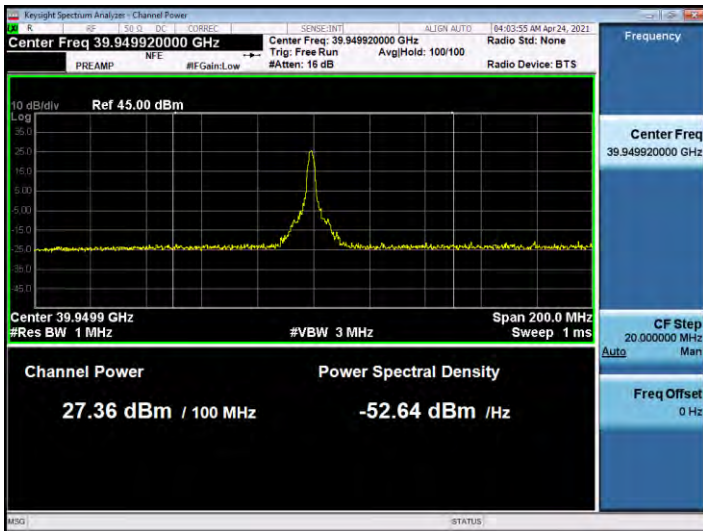 Keysight Spectrum Analyzer - Channel Power
R RF 50 Ω DC CORREC SENSE:INT ALIGN AUTO 04:03:55 AM Apr 24, 2021
Center Freq 39.949920000 GHz
NFE
PREAMP #IFGain:Low
Center Freq: 39.949920000 GHz
Trig: Free Run Avg|Hold: 100/100
#Atten: 16 dB
Radio Std: None
Radio Device: BTS
10 dB/div Ref 45.00 dBm
Log
35.0
25.0
15.0
5.00
-5.00
-15.0
-25.0
-35.0
-45.0
Center 39.9499 GHz Span 200.0 MHz
#Res BW 1 MHz #VBW 3 MHz Sweep 1 ms
Channel Power Power Spectral Density
27.36 dBm / 100 MHz -52.64 dBm /Hz
Frequency
Center Freq
39.949920000 GHz
CF Step
20.000000 MHz
Auto Man
Freq Offset
0 Hz
MSG STATUS